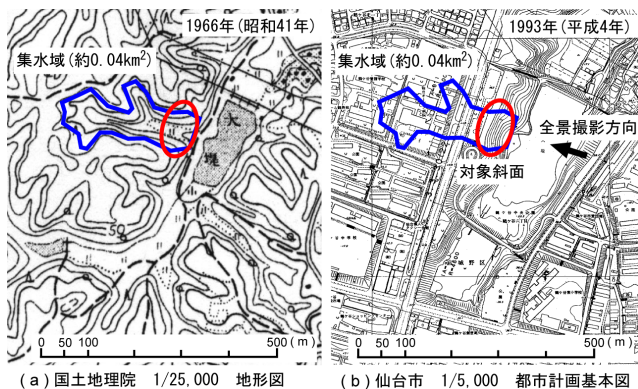 1966年(昭和41年)
集水域(約0.04km²)
大
堤
50
0 50 100 500(m)
(a)国土地理院 1/25,000 地形図
1993年(平成4年)
集水域(約0.04km²)
全景撮影方向
対象斜面
城野区
0 50 100 500(m)
(b)仙台市 1/5,000 都市計画基本図